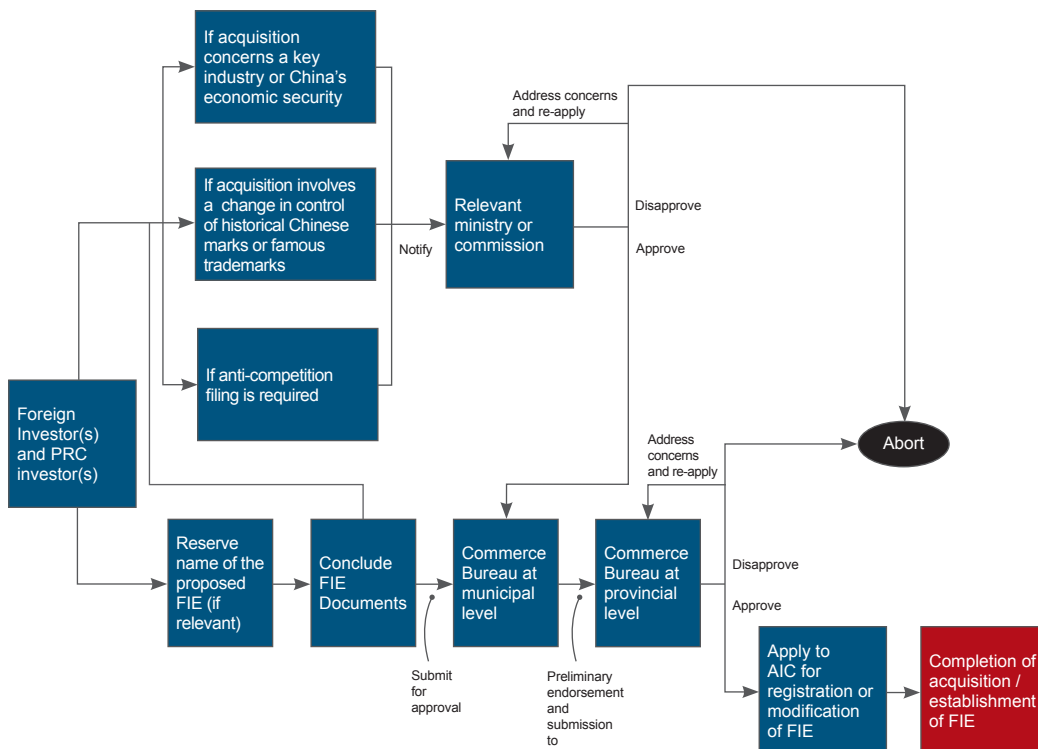 If acquisition
concerns a key
industry or China's
economic security
Address concerns
and re-apply
If acquisition involves
a change in control
of historical Chinese
marks or famous
trademarks
Notify
Relevant
ministry or
commission
Disapprove
Approve
If anti-competition
filing is required
Foreign
Investor(s)
and PRC
investor(s)
Abort
Address
concerns
and re-apply
Reserve
name of the
proposed
FIE (if
relevant)
Conclude
FIE
Documents
Commerce
Bureau at
municipal
level
Commerce
Bureau at
provincial
level
Disapprove
Approve
Submit
for
approval
Preliminary
endorsement
and
submission
to
Apply to
AIC for
registration or
modification
of FIE
Completion of
acquisition /
establishment
of FIE